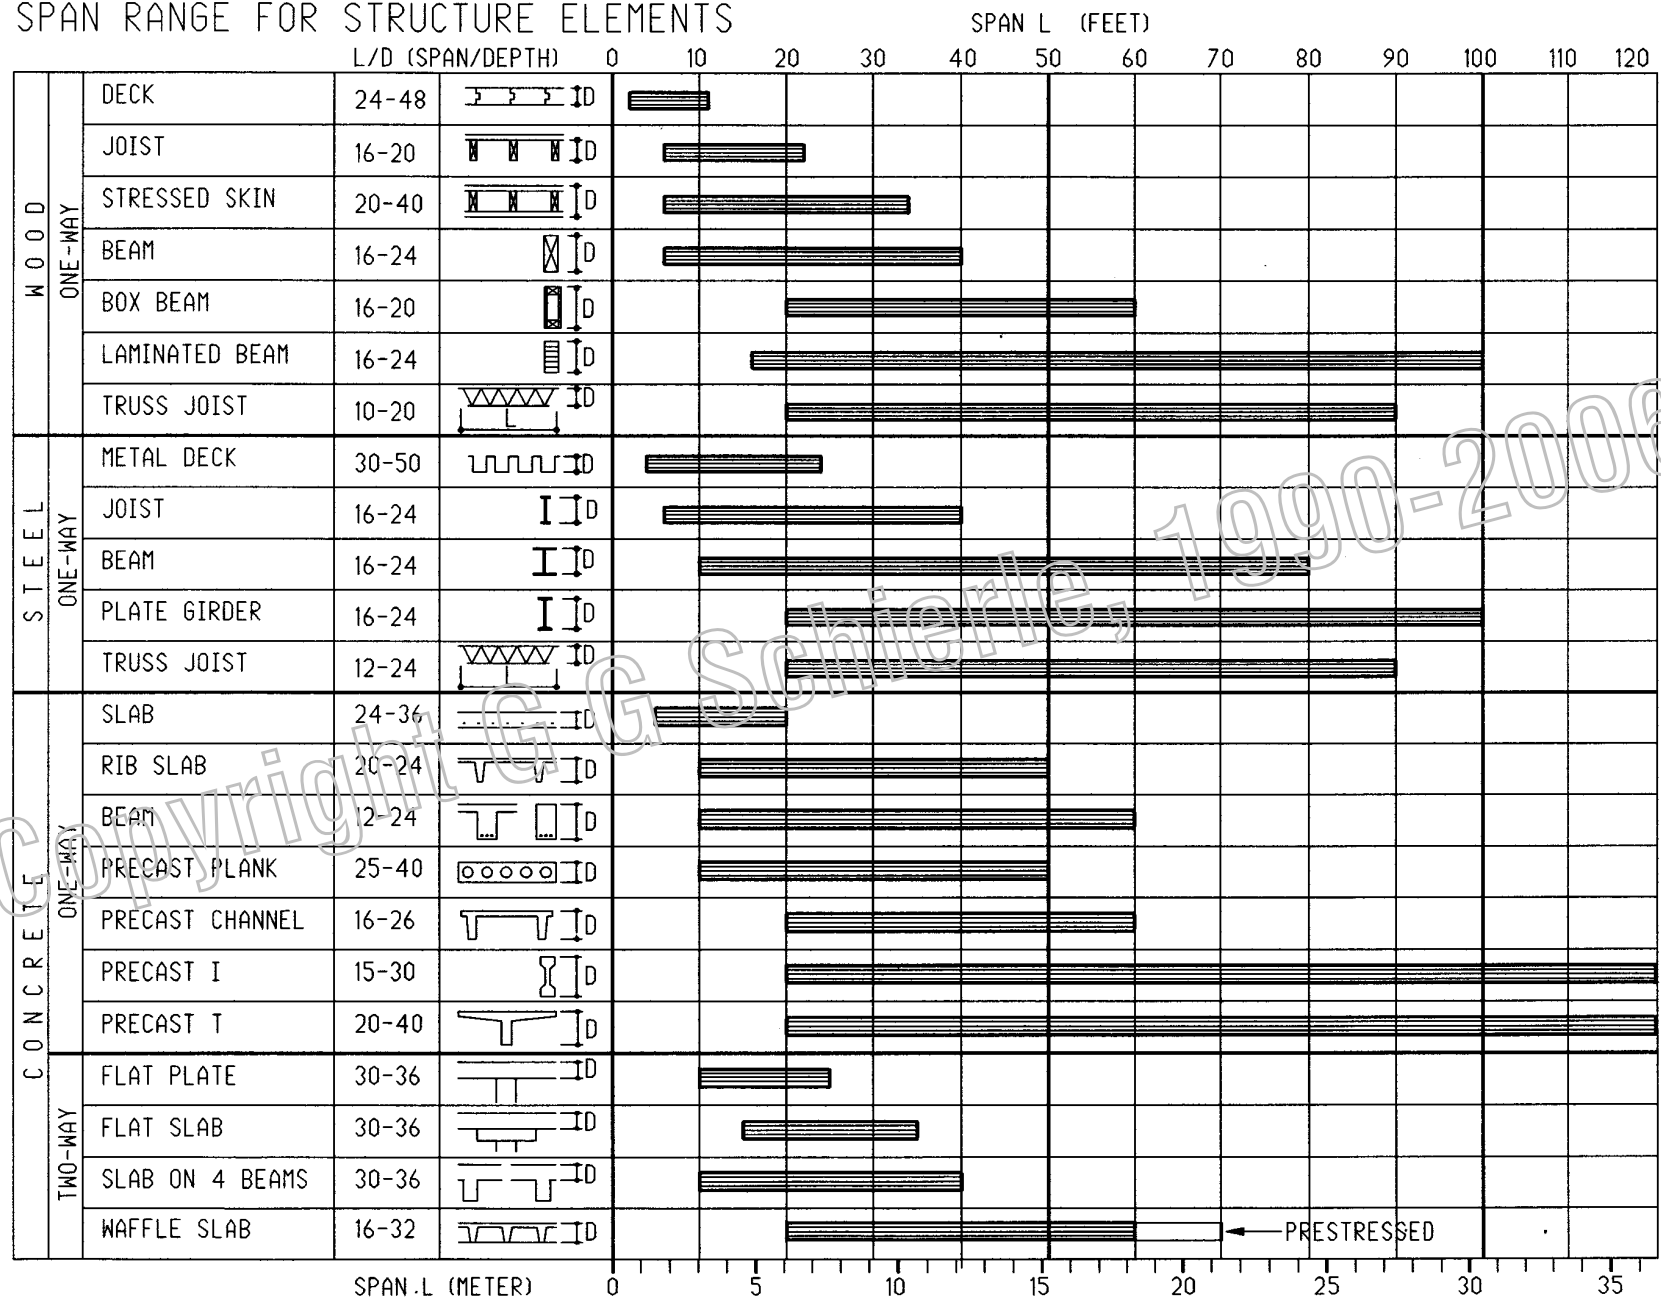 SPAN RANGE FOR STRUCTURE ELEMENTS
SPAN L (FEET)
L/D (SPAN/DEPTH) 0 10 20 30 40 50 60 70 80 90 100 110 120
WOOD
ONE-WAY
DECK 24-48 D
JOIST 16-20 D
STRESSED SKIN 20-40 D
BEAM 16-24 D
BOX BEAM 16-20 D
LAMINATED BEAM 16-24 D
TRUSS JOIST 10-20 L D
STEEL
ONE-WAY
METAL DECK 30-50 D
JOIST 16-24 D
BEAM 16-24 D
PLATE GIRDER 16-24 D
TRUSS JOIST 12-24 L D
CONCRETE
ONE-WAY
SLAB 24-36 D
RIB SLAB 20-24 D
BEAM 12-24 D
PRECAST PLANK 25-40 D
PRECAST CHANNEL 16-26 D
PRECAST I 15-30 D
PRECAST T 20-40 D
TWO-WAY
FLAT PLATE 30-36 D
FLAT SLAB 30-36 D
SLAB ON 4 BEAMS 30-36 D
WAFFLE SLAB 16-32 D PRESTRESSED
SPAN L (METER) 0 5 10 15 20 25 30 35
Copyright G G Schierle, 1990-2006